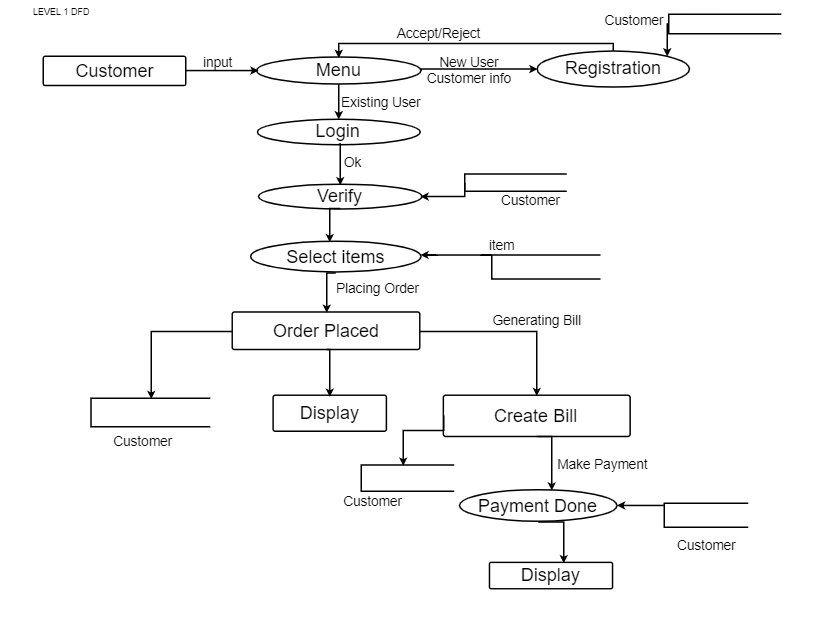 LEVEL 1 DFD
Customer
Accept/Reject
Customer
input
Menu
New User
Customer info
Registration
Existing User
Login
Ok
Verify
Customer
Select items
item
Placing Order
Order Placed
Generating Bill
Customer
Display
Create Bill
Make Payment
Customer
Payment Done
Customer
Display